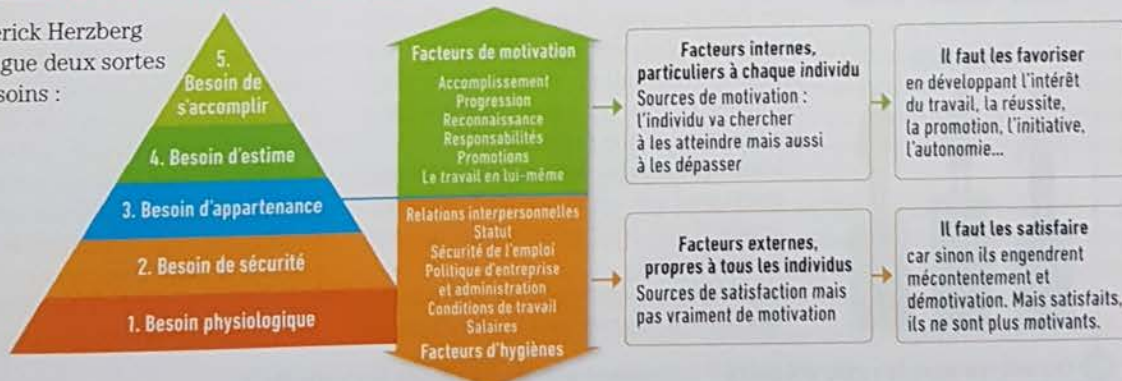 erick Herzberg
gue deux sortes
soins :
5.
Besoin de
s'accomplir
4. Besoin d'estime
3. Besoin d'appartenance
2. Besoin de sécurité
1. Besoin physiologique
Facteurs de motivation
Accomplissement
Progression
Reconnaissance
Responsabilités
Promotions
Le travail en lui-même
Relations interpersonnelles
Statut
Sécurité de l'emploi
Politique d'entreprise
et administration
Conditions de travail
Salaires
Facteurs d'hygiènes
Facteurs internes,
particuliers à chaque individu
Sources de motivation :
l'individu va chercher
à les atteindre mais aussi
à les dépasser
Il faut les favoriser
en développant l'intérêt
du travail, la réussite,
la promotion, l'initiative,
l'autonomie...
Facteurs externes,
propres à tous les individus
Sources de satisfaction mais
pas vraiment de motivation
Il faut les satisfaire
car sinon ils engendrent
mécontentement et
démotivation. Mais satisfaits,
ils ne sont plus motivants.